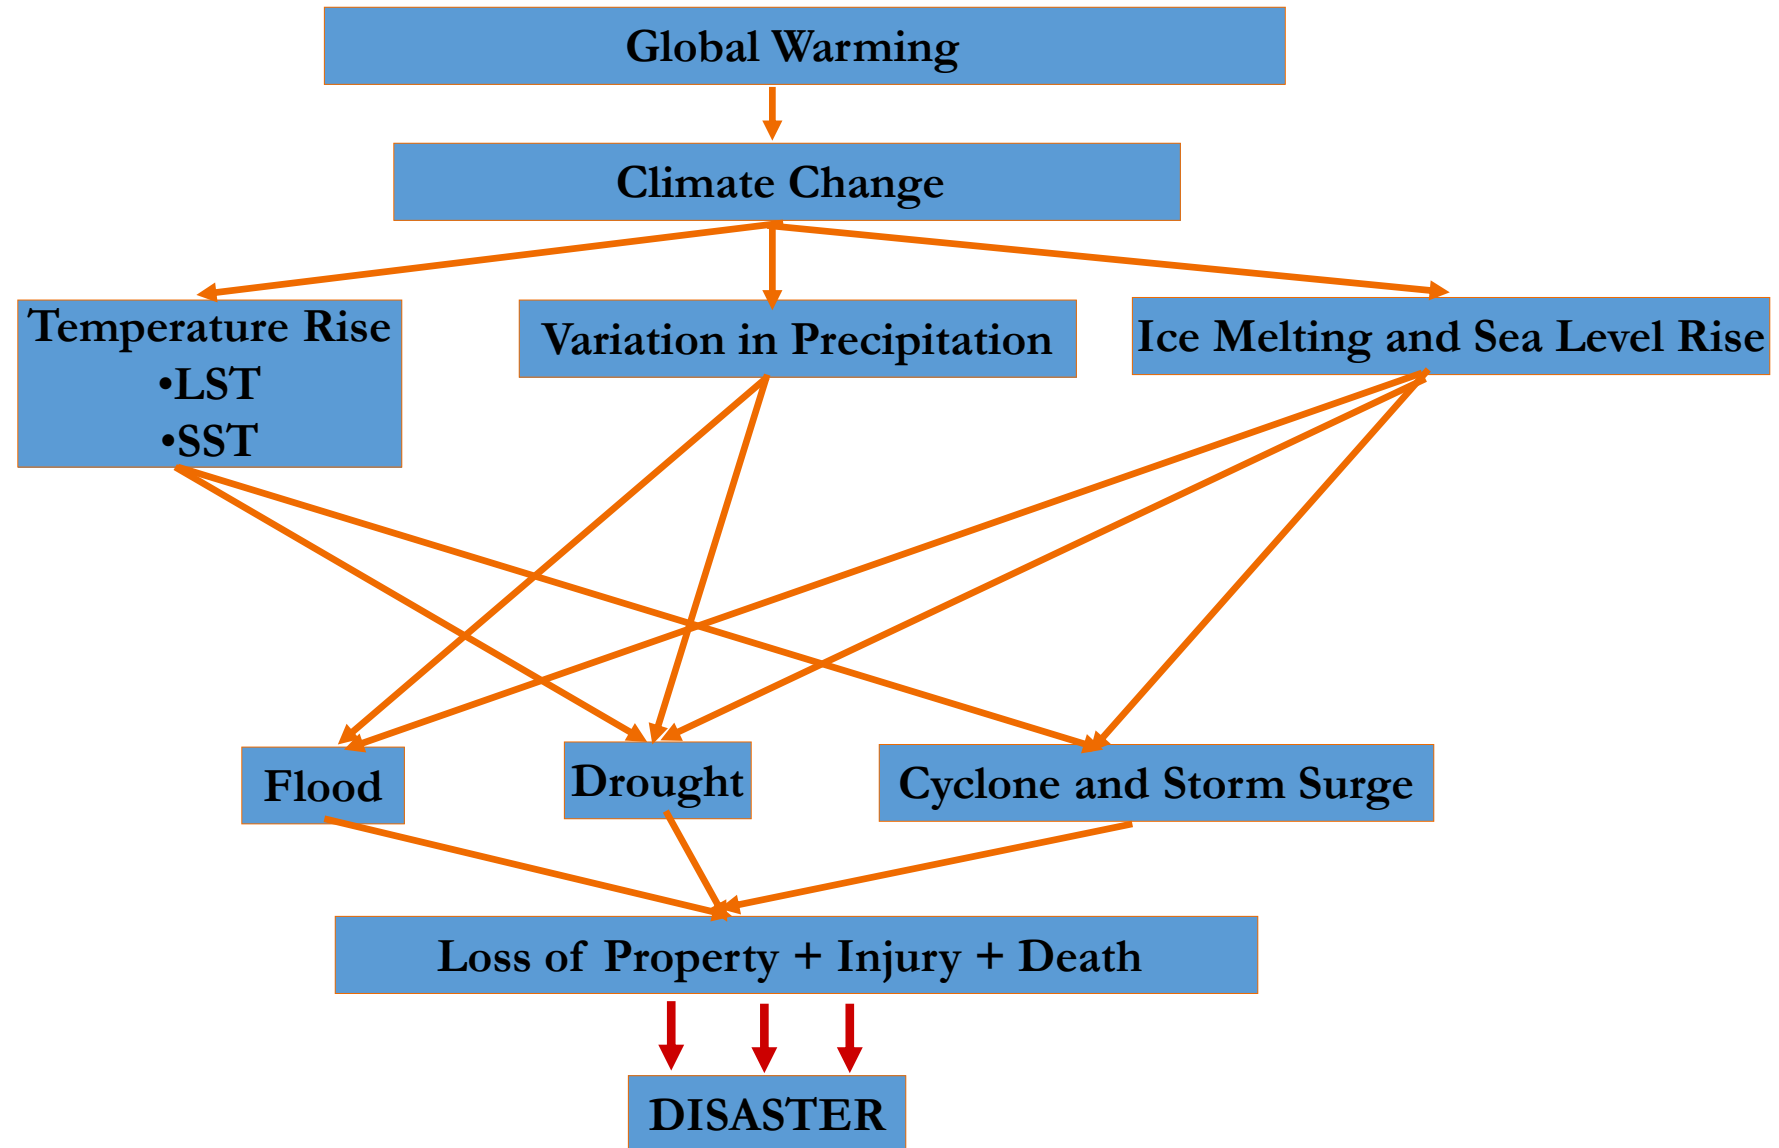 Global Warming
Climate Change
Temperature Rise
•LST
•SST
Variation in Precipitation
Ice Melting and Sea Level Rise
Flood
Drought
Cyclone and Storm Surge
Loss of Property + Injury + Death
DISASTER